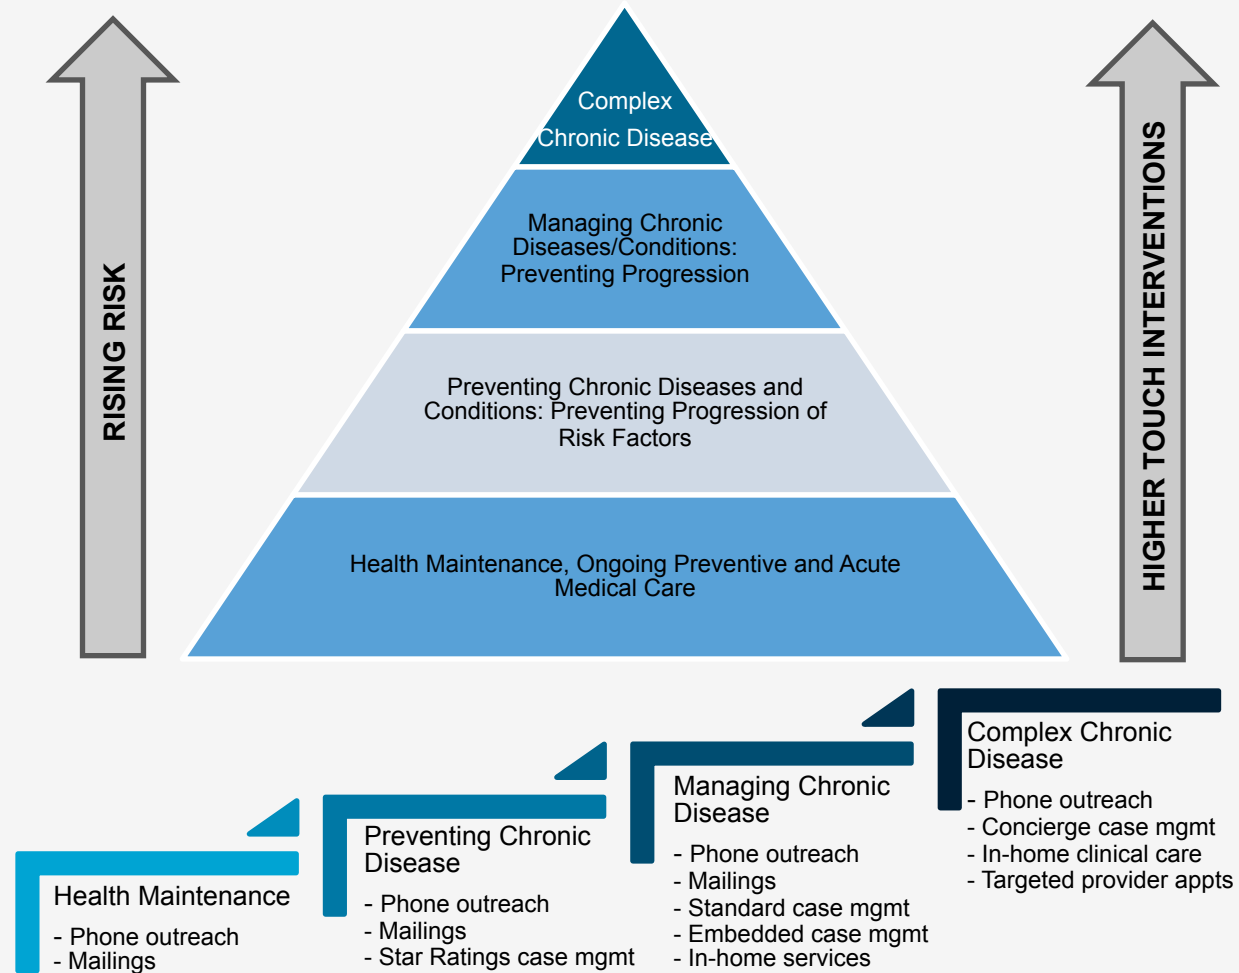 Complex
Chronic Disease
Managing Chronic
Diseases/Conditions:
Preventing Progression
Preventing Chronic Diseases and
Conditions: Preventing Progression of
Risk Factors
Health Maintenance, Ongoing Preventive and Acute
Medical Care
RISING RISK
HIGHER TOUCH INTERVENTIONS
Health Maintenance
- Phone outreach
- Mailings
Preventing Chronic
Disease
- Phone outreach
- Mailings
- Star Ratings case mgmt
Managing Chronic
Disease
- Phone outreach
- Mailings
- Standard case mgmt
- Embedded case mgmt
- In-home services
Complex Chronic
Disease
- Phone outreach
- Concierge case mgmt
- In-home clinical care
- Targeted provider appts